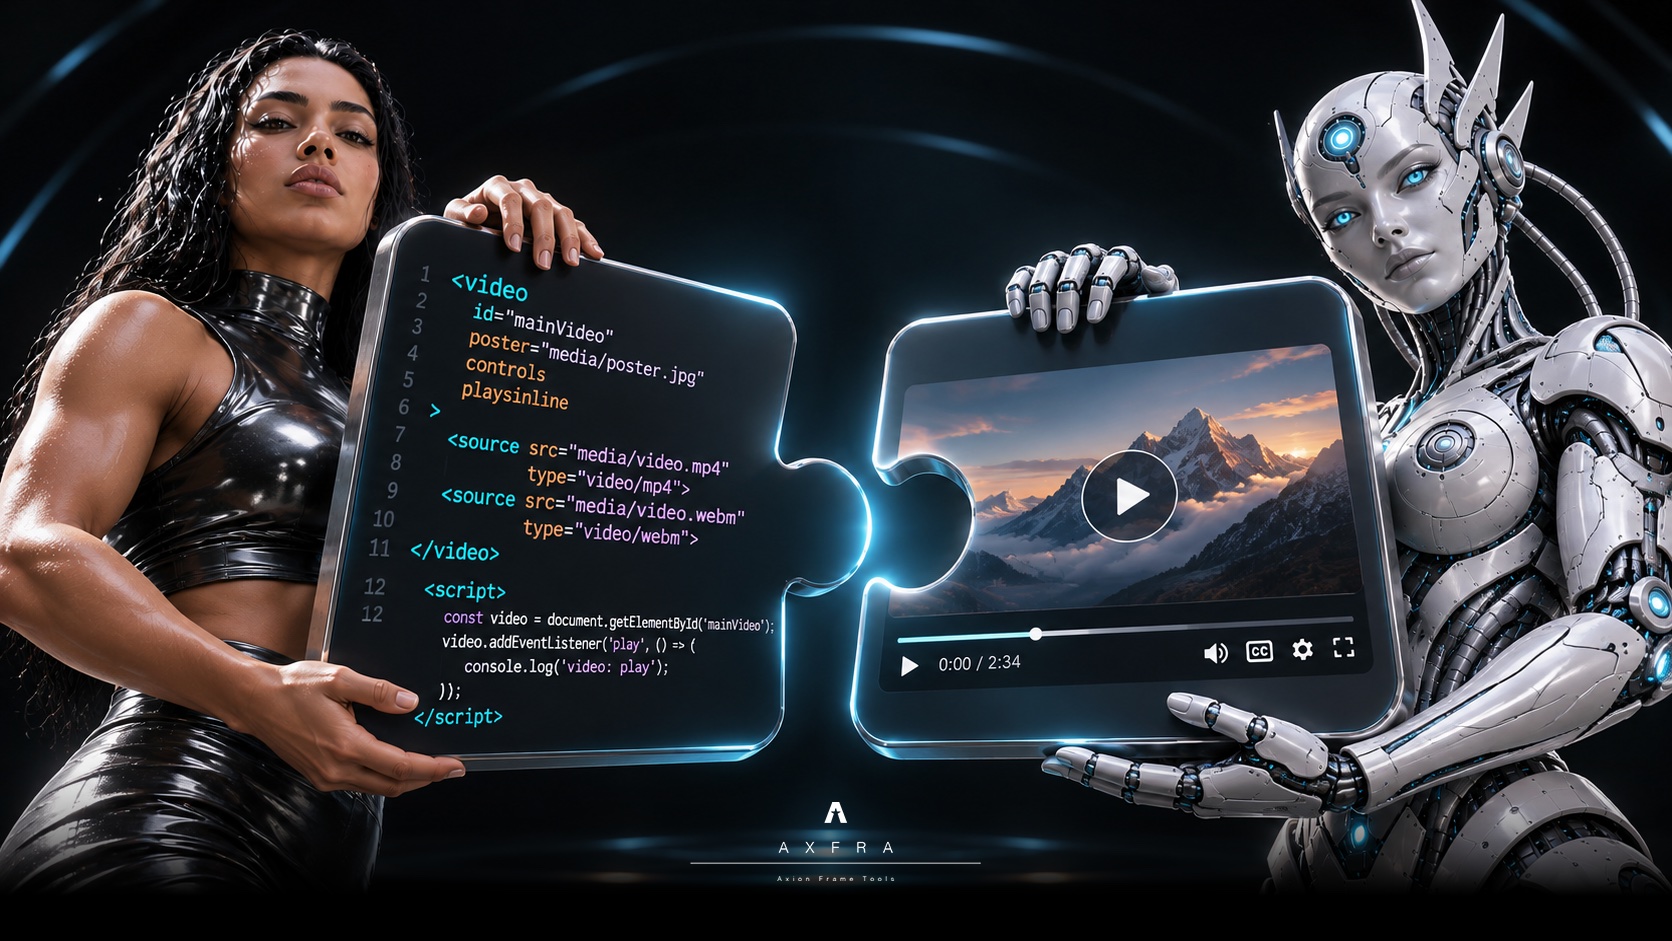 1 <video
2 id="mainVideo"
3 poster="media/poster.jpg"
4 controls
5 playsinline
6 >
7 <source src="media/video.mp4"
8 type="video/mp4">
9 <source src="media/video.webm"
10 type="video/webm">
11 </video>
12 <script>
12 const video = document.getElementById('mainVideo');
video.addEventListener('play', () => (
console.log('video: play');
));
</script>
0:00 / 2:34
CC
AXFRA
Axion Frame Tools